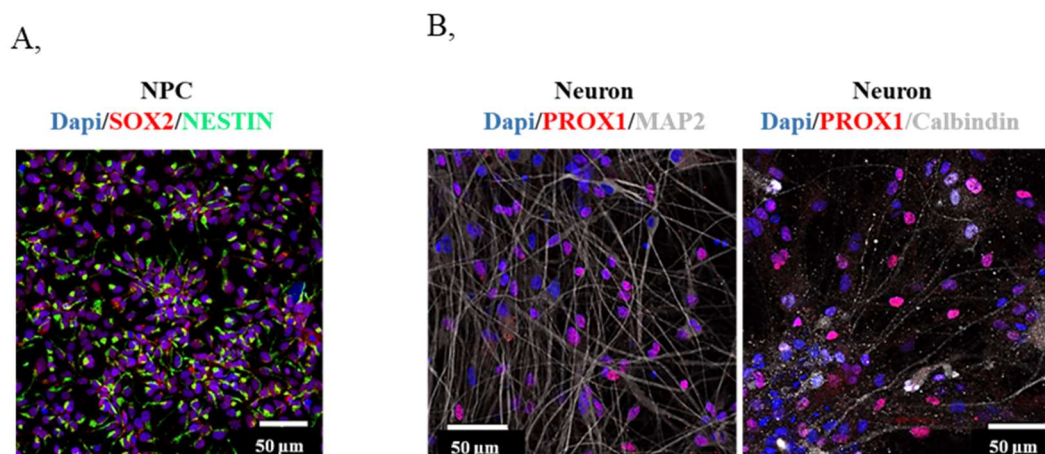 A,
NPC
Dapi/SOX2/NESTIN
50 µm
B,
Neuron
Dapi/PROX1/MAP2
50 µm
Neuron
Dapi/PROX1/Calbindin
50 µm